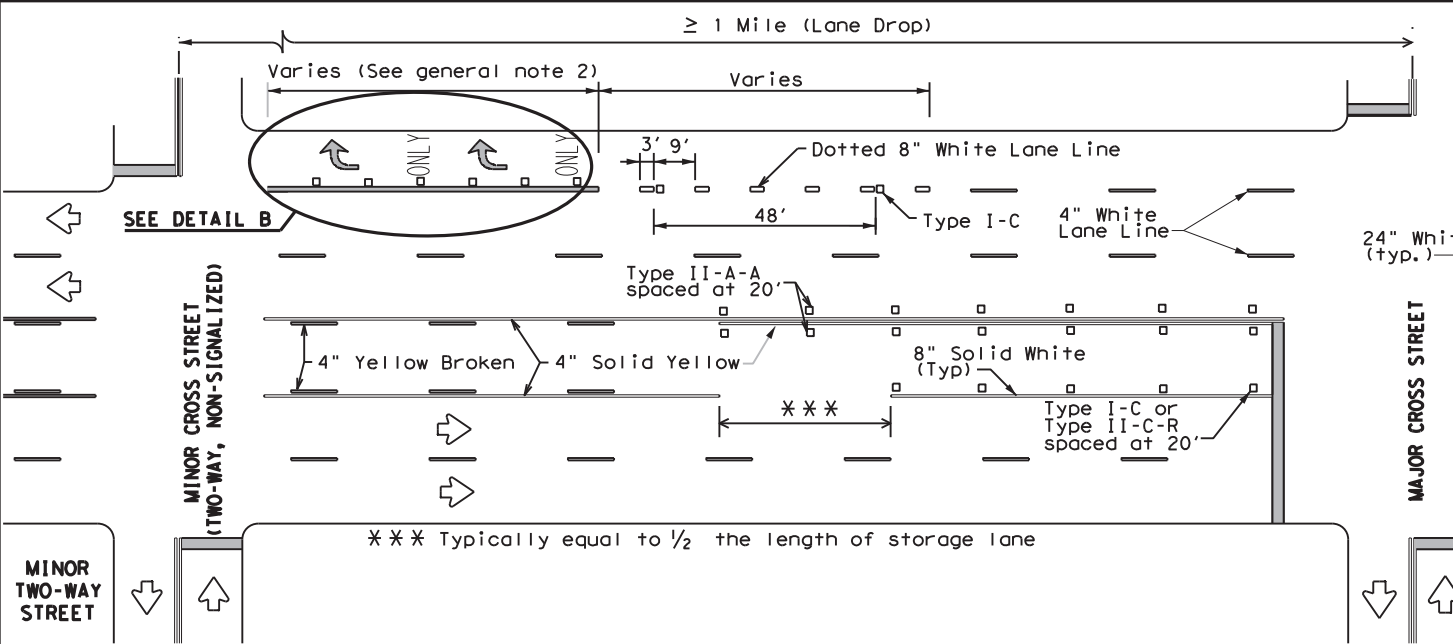 ≥ 1 Mile (Lane Drop)
Varies (See general note 2)
Varies
ONLY
ONLY
3' 9'
Dotted 8" White Lane Line
SEE DETAIL B
48'
Type I-C
4" White
Lane Line
(typ.)
Type II-A-A
spaced at 20'
MINOR CROSS STREET
(TWO-WAY, NON-SIGNALIZED)
4" Yellow Broken
4" Solid Yellow
8" Solid White
(Typ)
***
Type I-C or
Type II-C-R
spaced at 20'
MAJOR CROSS STREET
*** Typically equal to 1/2 the length of storage lane
MINOR
TWO-WAY
STREET